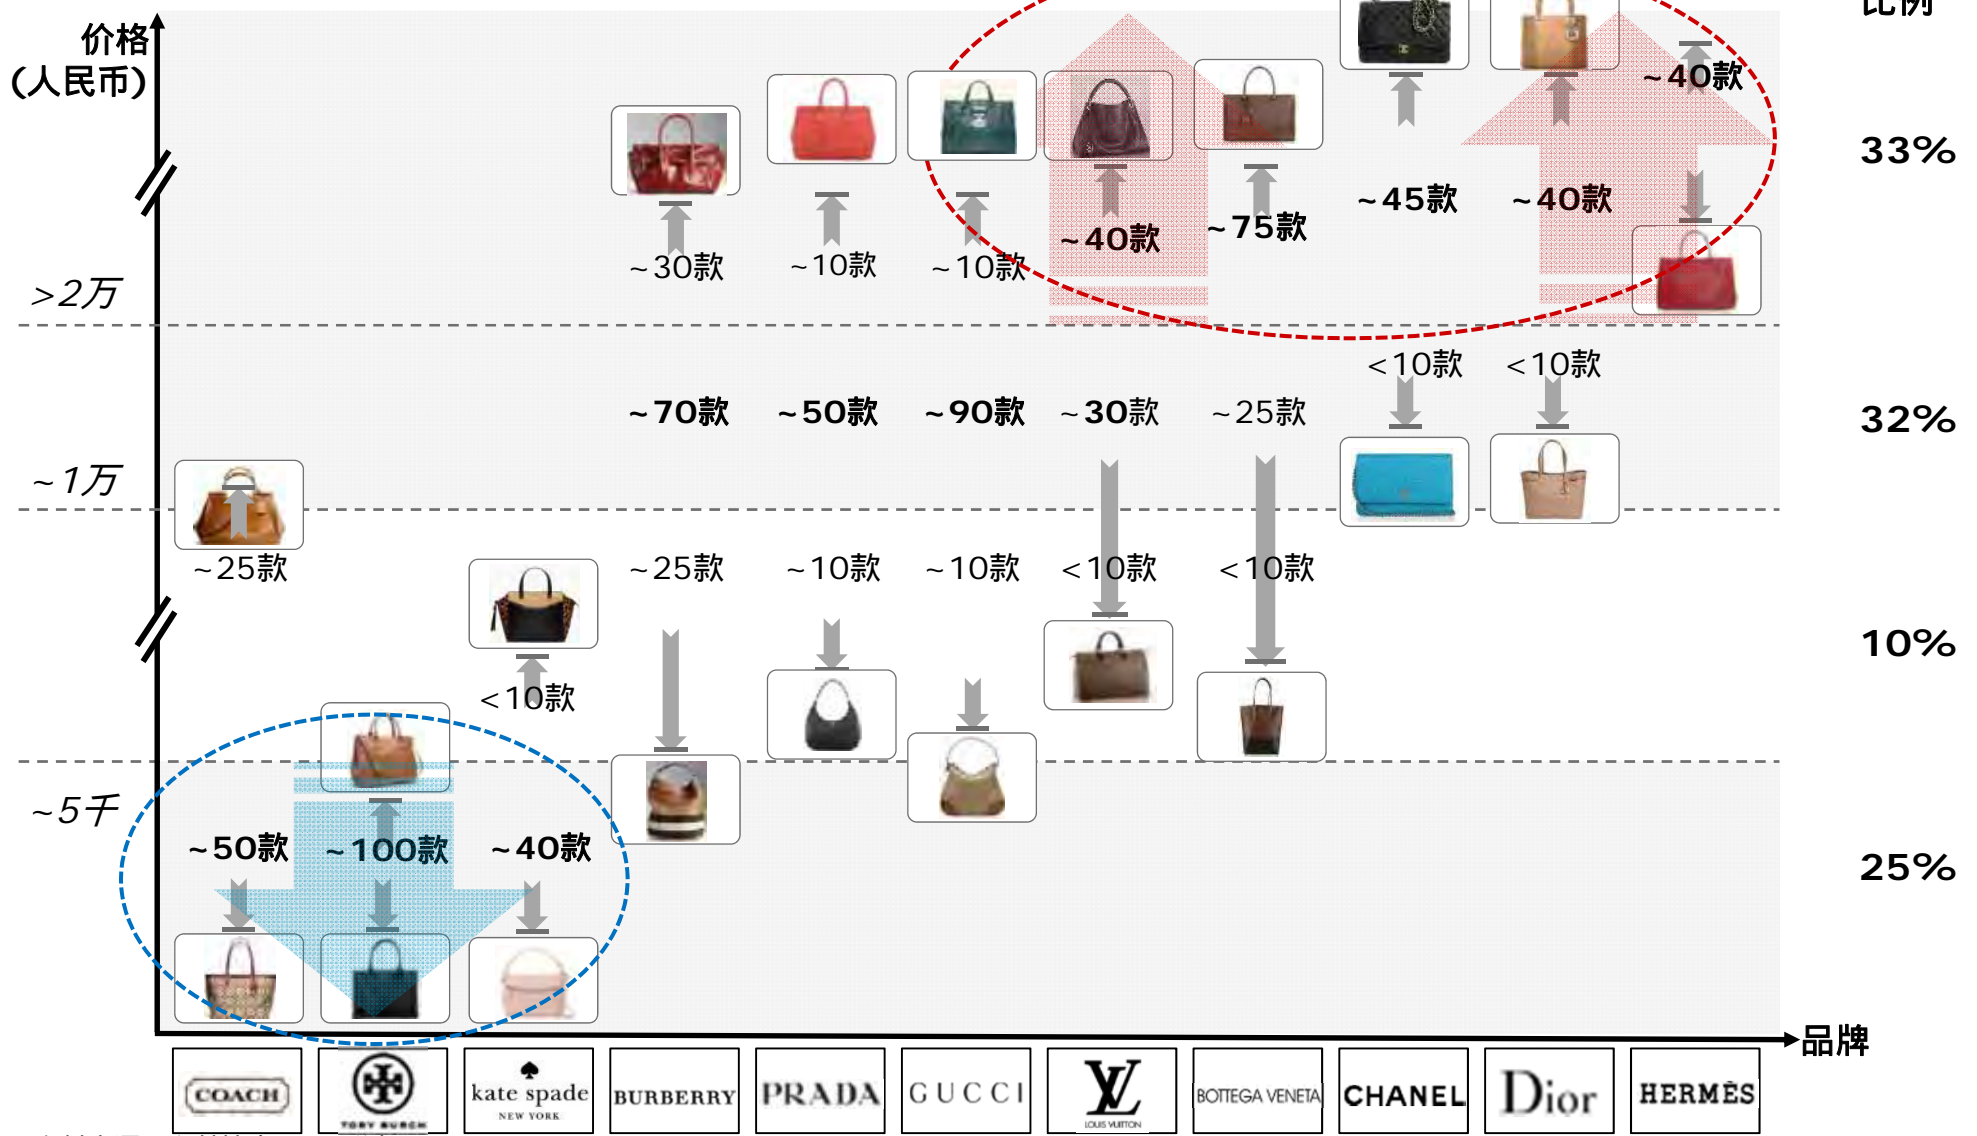 比例
价格
(人民币)
~40款
33%
~45款
~40款
~75款
~40款
~30款
~10款
~10款
>2万
<10款
<10款
~70款
~50款
~90款
~30款
~25款
32%
~1万
~25款
~25款
~10款
~10款
<10款
<10款
10%
<10款
~5千
~50款
~100款
~40款
25%
品牌
COACH
TORY BURCH
kate spade
NEW YORK
BURBERRY
PRADA
GUCCI
LV
LOUIS VUITTON
BOTTEGA VENETA
CHANEL
Dior
HERMÈS